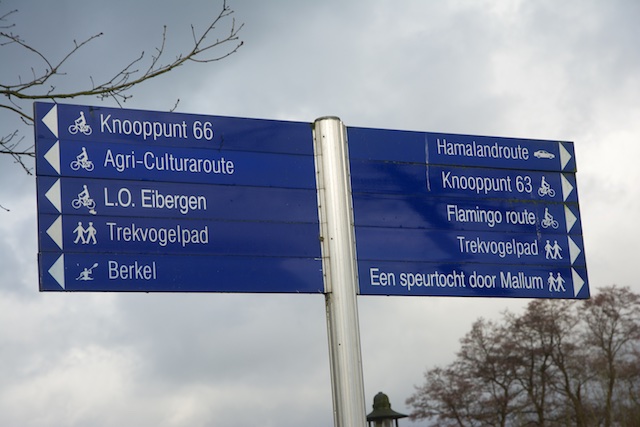 Knooppunt 66
Agri-Culturaroute
L.O. Eibergen
Trekvogelpad
Berkel
Hamalandroute
Knooppunt 63
Flamingo route
Trekvogelpad
Een speurtocht door Mallum